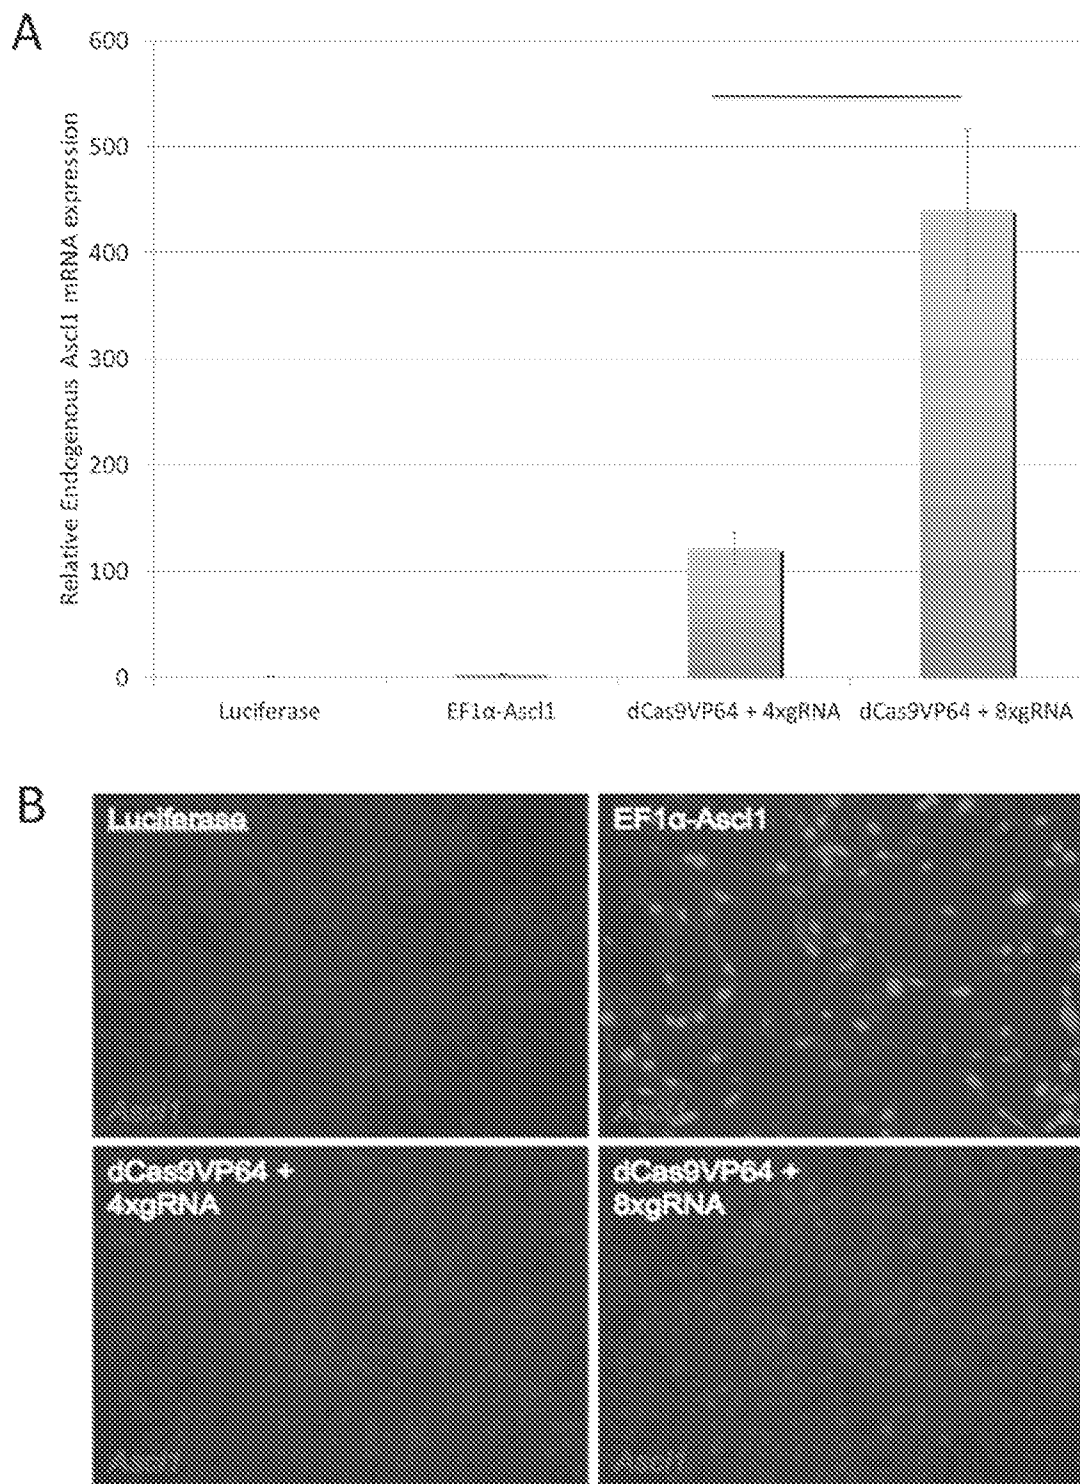 A
600
500
400
300
200
100
0
Relative Endogenous Ascl1 mRNA expression
Luciferase
EF1α-Ascl1
dCas9VP64 + 4xgRNA
dCas9VP64 + 8xgRNA
B
Luciferase
EF1α-Ascl1
dCas9VP64 +
4xgRNA
dCas9VP64 +
8xgRNA